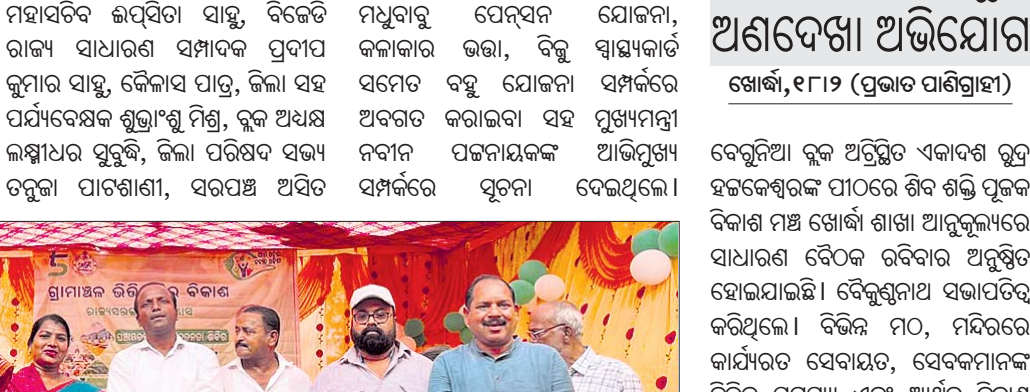 ମହାସଚିବ ଈପ୍ସିତା ସାହୁ, ବିଜେଡି
ରାଜ୍ୟ ସାଧାରଣ ସମ୍ପାଦକ ପ୍ରଦୀପ
କୁମାର ସାହୁ, କୈଳାସ ପାତ୍ର, ଜିଲା ସହ
ପର୍ଯ୍ୟବେକ୍ଷକ ଶୁଭ୍ରାଂଶୁ ମିଶ୍ର, ବ୍ଲକ ଅଧ୍ୟକ୍ଷ
ଲକ୍ଷ୍ମୀଧର ସୁବୁଦ୍ଧି, ଜିଲା ପରିଷଦ ସଭ୍ୟ
ତନୁଜା ପାଟଶାଣୀ, ସରପଞ୍ଚ ଅସିତ
ମଧୁବାବୁ ପେନ୍‌ସନ ଯୋଜନା,
କଳାକାର ଭତ୍ତା, ବିଜୁ ସ୍ୱାସ୍ଥ୍ୟକାର୍ଡ
ସମେତ ବହୁ ଯୋଜନା ସମ୍ପର୍କରେ
ଅବଗତ କରାଇବା ସହ ମୁଖ୍ୟମନ୍ତ୍ରୀ
ନବୀନ ପଟ୍ଟନାୟକଙ୍କ ଆଭିମୁଖ୍ୟ
ସମ୍ପର୍କରେ ସୂଚନା ଦେଇଥିଲେ।
ଗ୍ରାମାଞ୍ଚଳ ବିକାଶ
ଅଣଦେଖା ଅଭିଯୋଗ
ଖୋର୍ଦ୍ଧା,୧୮।୨ (ପ୍ରଭାତ ପାଣିଗ୍ରାହୀ)
ବେଗୁନିଆ ବ୍ଲକ ଅତ୍ରିସ୍ଥିତ ଏକାଦଶ ରୁଦ୍ର
ହଟ୍ଟକେଶ୍ୱରଙ୍କ ପୀଠରେ ଶିବ ଶକ୍ତି ପୂଜକ
ବିକାଶ ମଞ୍ଚ ଖୋର୍ଦ୍ଧା ଶାଖା ଆନୁକୂଲ୍ୟରେ
ସାଧାରଣ ବୈଠକ ରବିବାର ଅନୁଷ୍ଠିତ
ହୋଇଯାଇଛି। ବୈକୁଣ୍ଠନାଥ ସଭାପତିତ୍ୱ
କରିଥିଲେ। ବିଭିନ୍ନ ମଠ, ମନ୍ଦିରରେ
କାର୍ଯ୍ୟରତ ସେବାୟତ, ସେବକମାନଙ୍କ